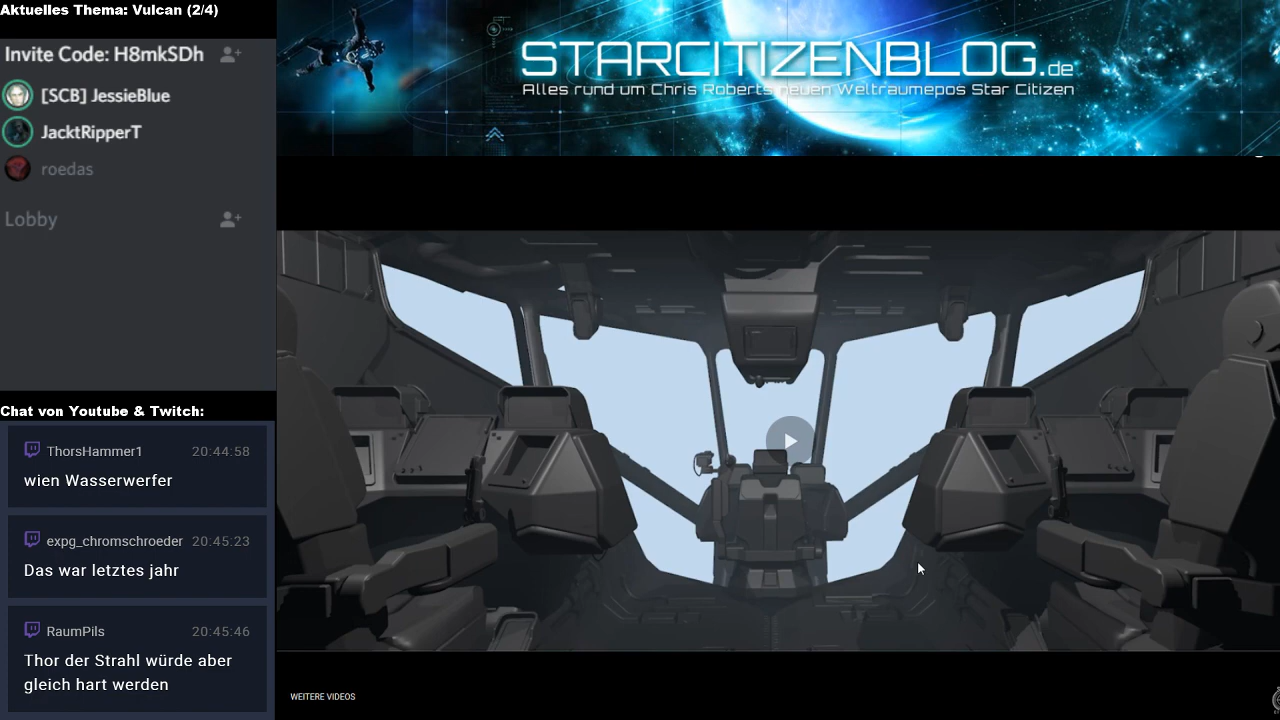 Aktuelles Thema: Vulcan (2/4)
Invite Code: H8mkSDh
[SCB] JessieBlue
JacktRipperT
roedas
Lobby
STARCITIZENBLOG.de
Alles rund um Chris Roberts neuen Weltraumepos Star Citizen
Chat von Youtube & Twitch:
ThorsHammer1 20:44:58
wien Wasserwerfer
expg_chromschroeder 20:45:23
Das war letztes jahr
RaumPils 20:45:46
Thor der Strahl würde aber
gleich hart werden
WEITERE VIDEOS